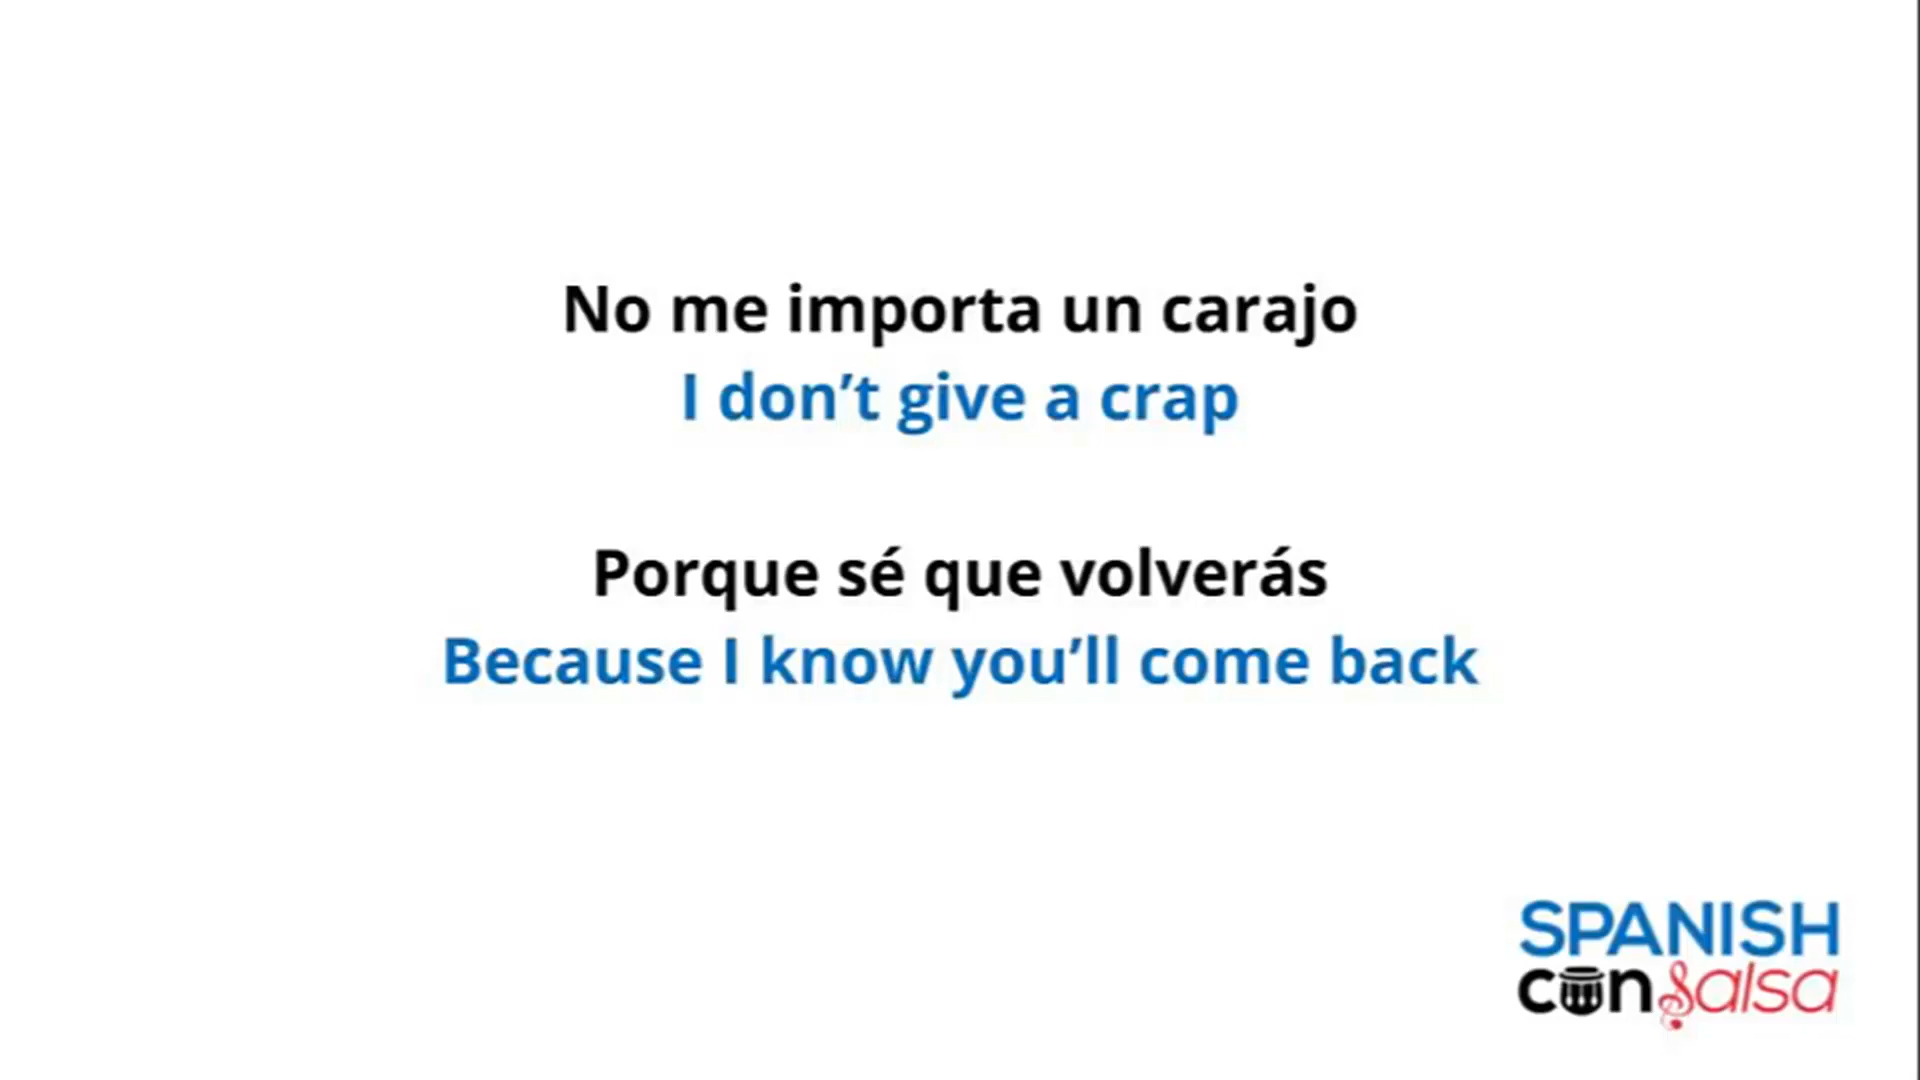 No me importa un carajo
I don’t give a crap
Porque sé que volverás
Because I know you’ll come back
SPANISH
con Salsa